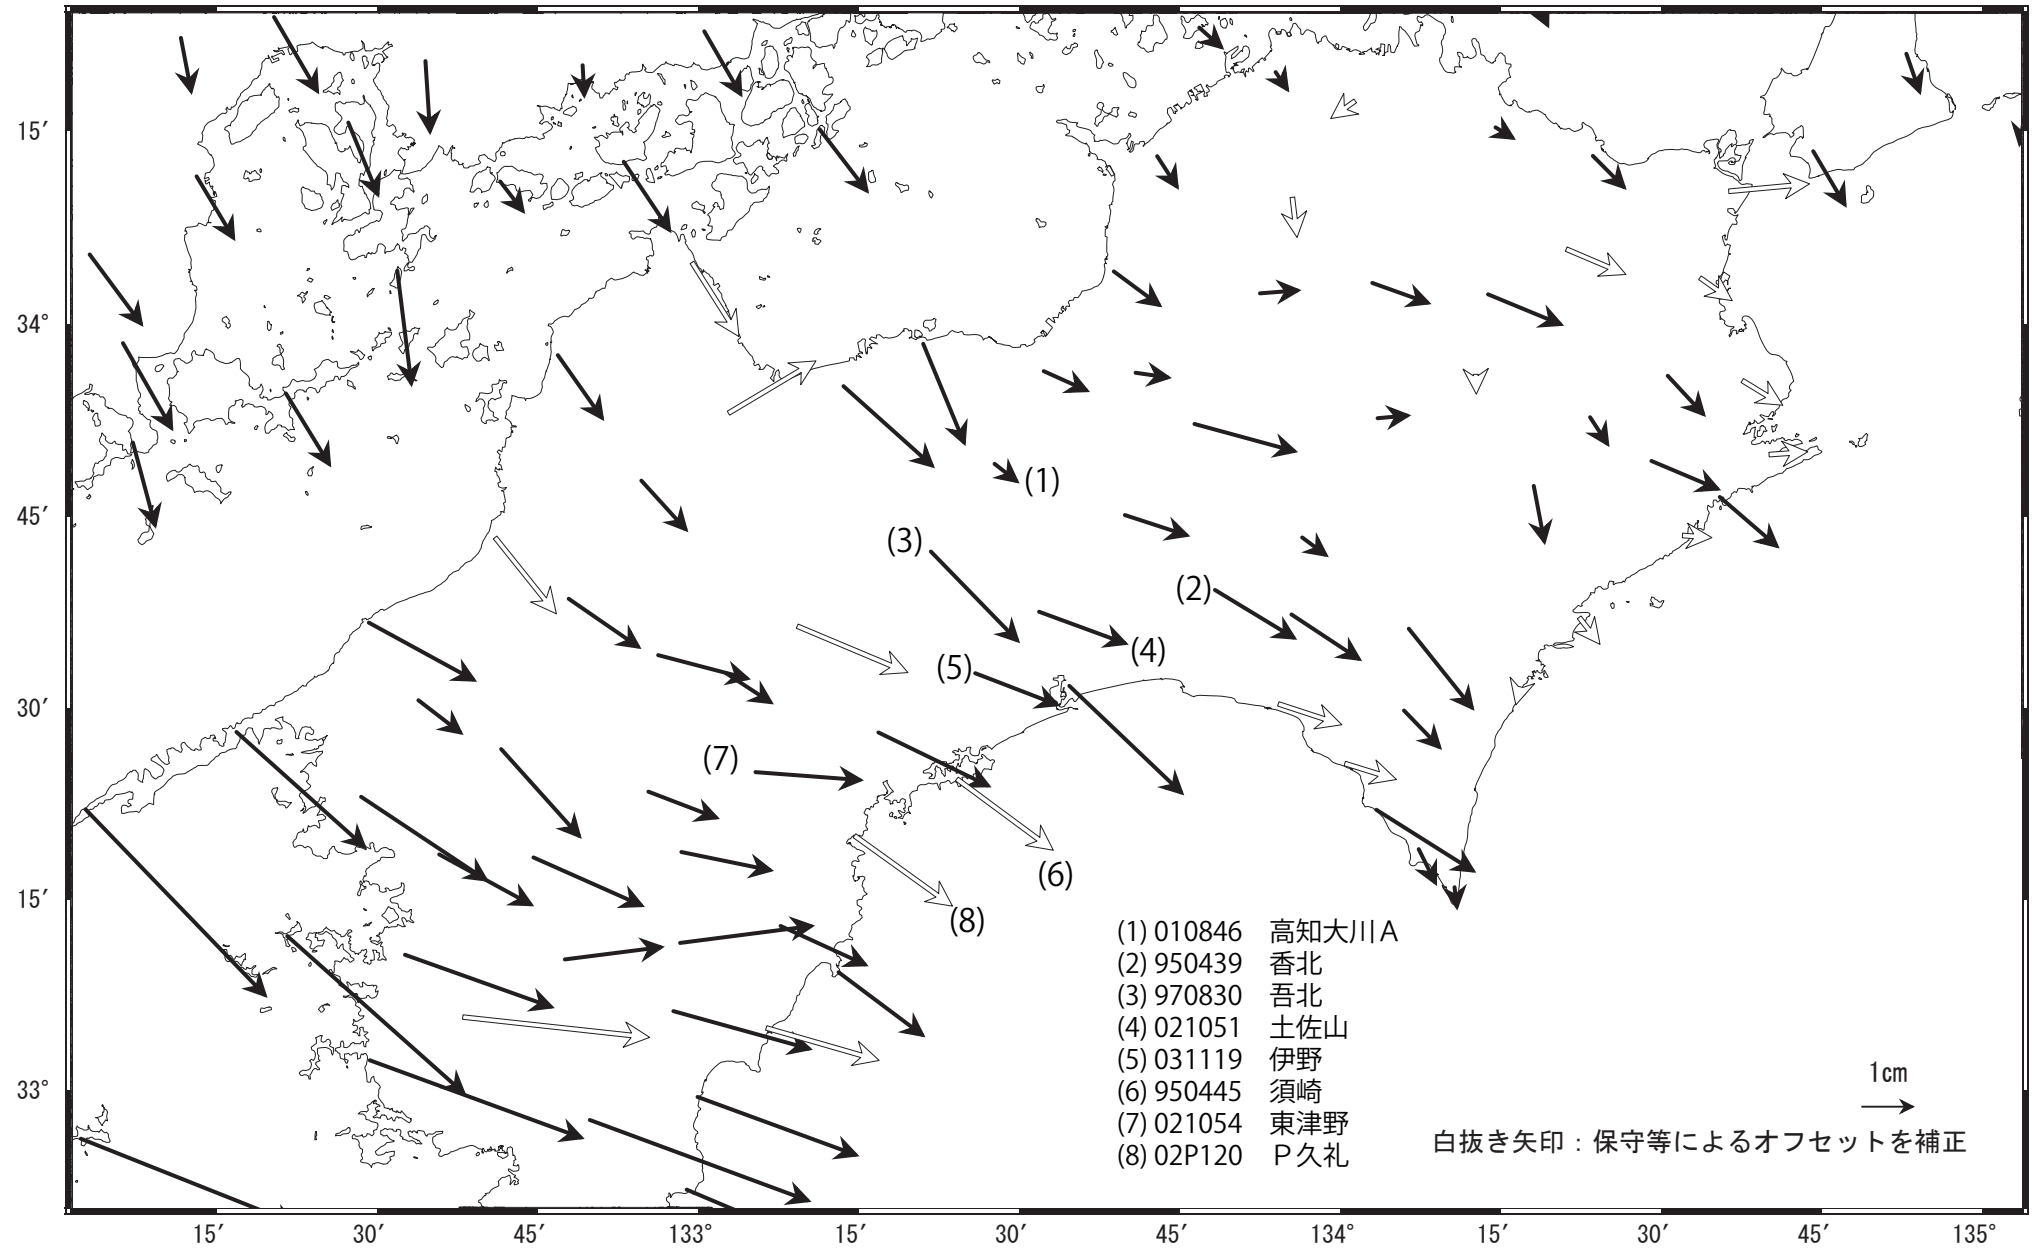 15′
34°
(1)
45′
(3)
(2)
(4)
(5)
30′
(7)
(6)
15′
(8)
(1) 010846 高知大川A
(2) 950439 香北
(3) 970830 吾北
(4) 021051 土佐山
(5) 031119 伊野
(6) 950445 須崎
(7) 021054 東津野
(8) 02P120 P久礼
1cm
33°
白抜き矢印：保守等によるオフセットを補正
15′ 30′ 45′ 133° 15′ 30′ 45′ 134° 15′ 30′ 45′ 135°